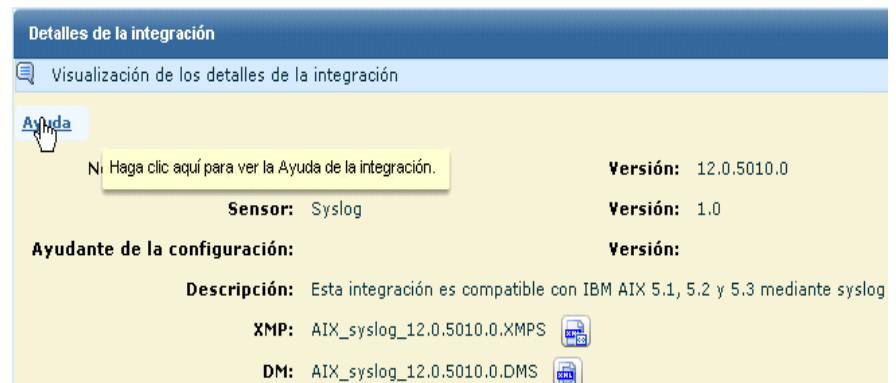 Detalles de la integración
Visualización de los detalles de la integración
Ayuda
Haga clic aquí para ver la Ayuda de la integración.
Versión: 12.0.5010.0
Sensor: Syslog Versión: 1.0
Ayudante de la configuración: Versión:
Descripción: Esta integración es compatible con IBM AIX 5.1, 5.2 y 5.3 mediante syslog
XMP: AIX_syslog_12.0.5010.0.XMPS
DM: AIX_syslog_12.0.5010.0.DMS